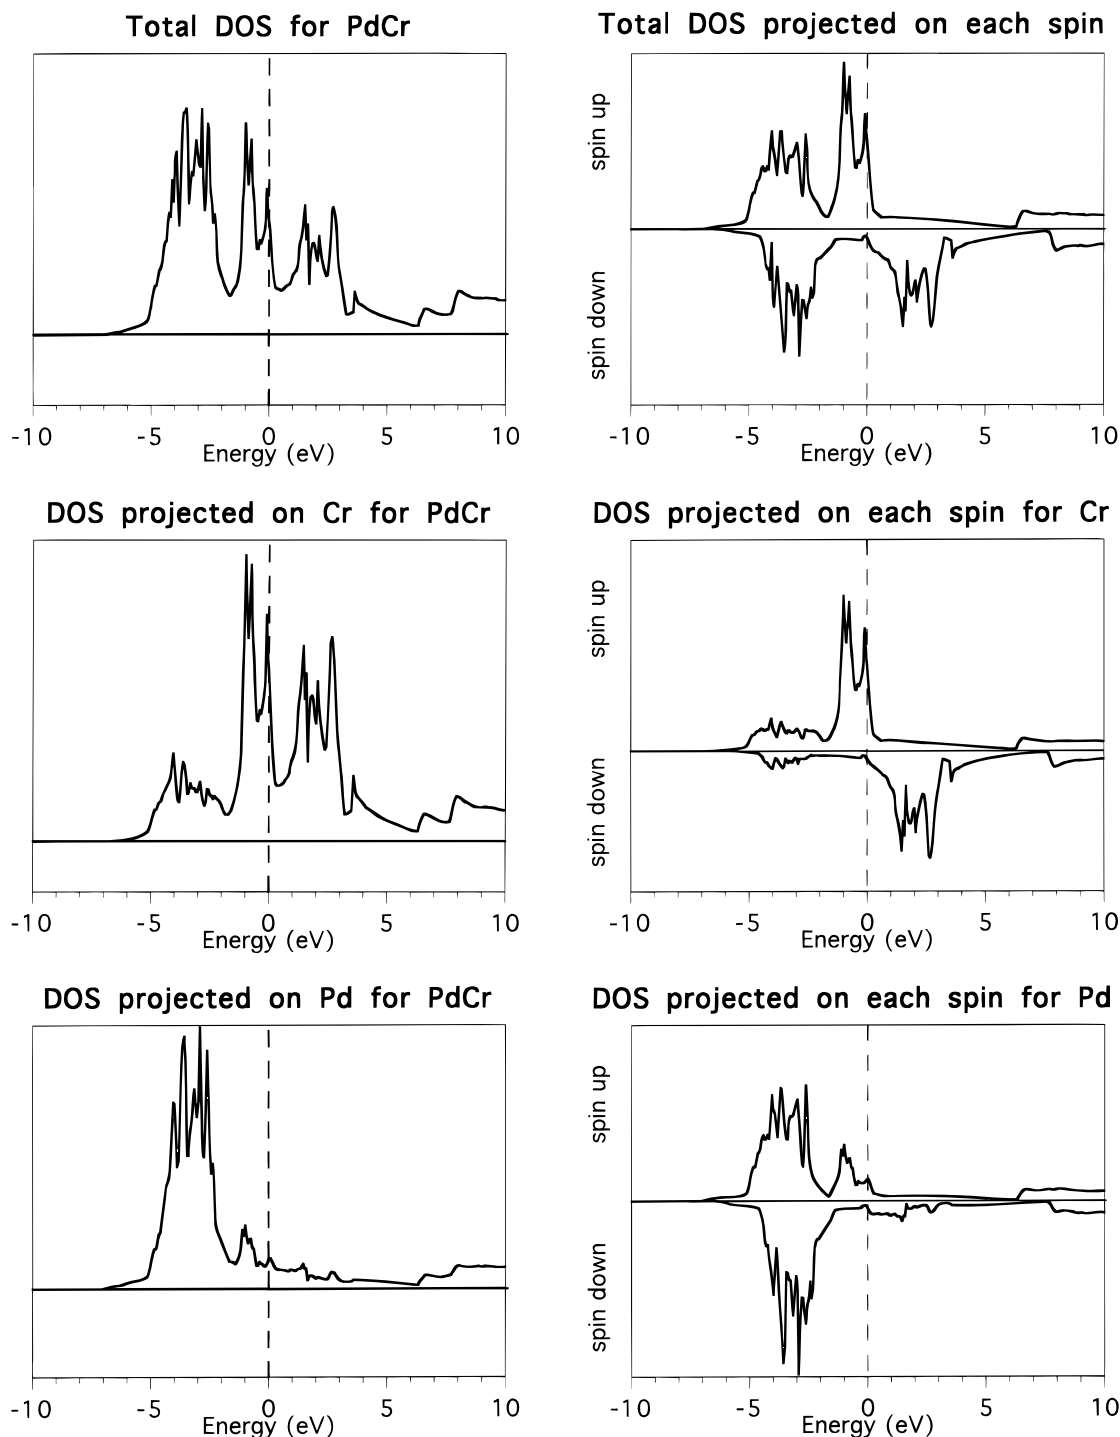 Total DOS for PdCr
-10 -5 0 5 10
Energy (eV)
Total DOS projected on each spin
spin up
spin down
-10 -5 0 5 10
Energy (eV)
DOS projected on Cr for PdCr
-10 -5 0 5 10
Energy (eV)
DOS projected on each spin for Cr
spin up
spin down
-10 -5 0 5 10
Energy (eV)
DOS projected on Pd for PdCr
-10 -5 0 5 10
Energy (eV)
DOS projected on each spin for Pd
spin up
spin down
-10 -5 0 5 10
Energy (eV)